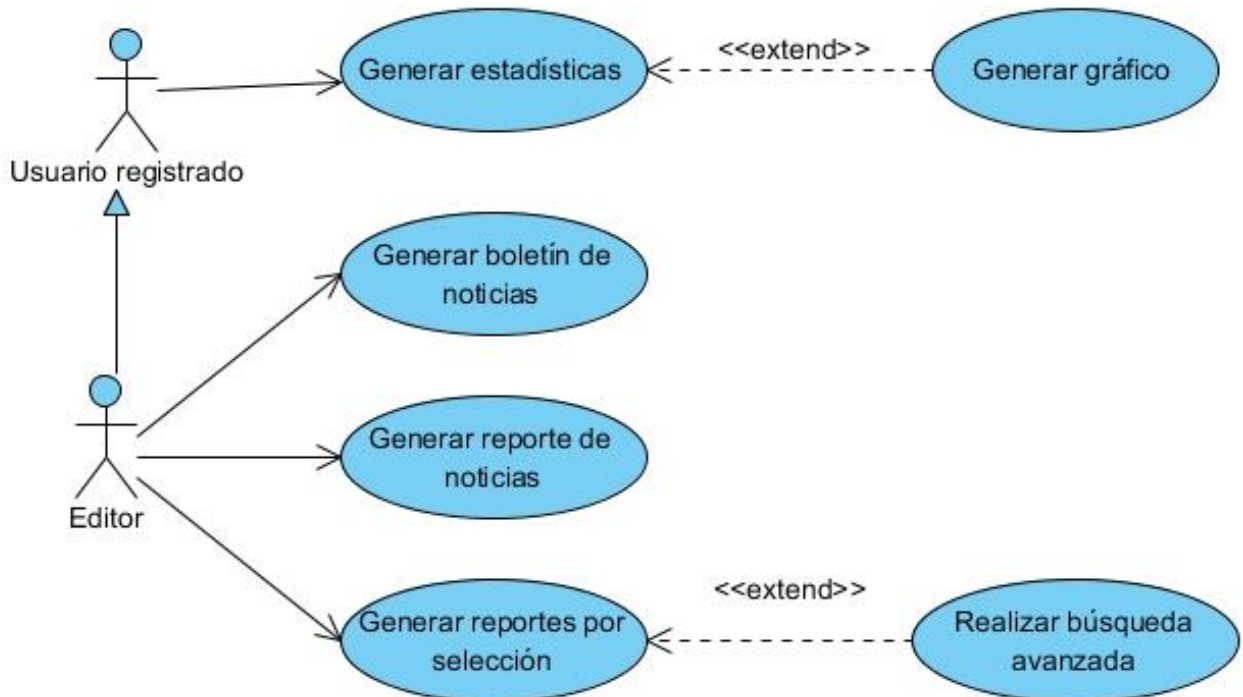 Generar estadísticas
<<extend>>
Generar gráfico
Usuario registrado
Generar boletín de
noticias
Generar reporte de
noticias
Editor
Generar reportes por
selección
<<extend>>
Realizar búsqueda
avanzada